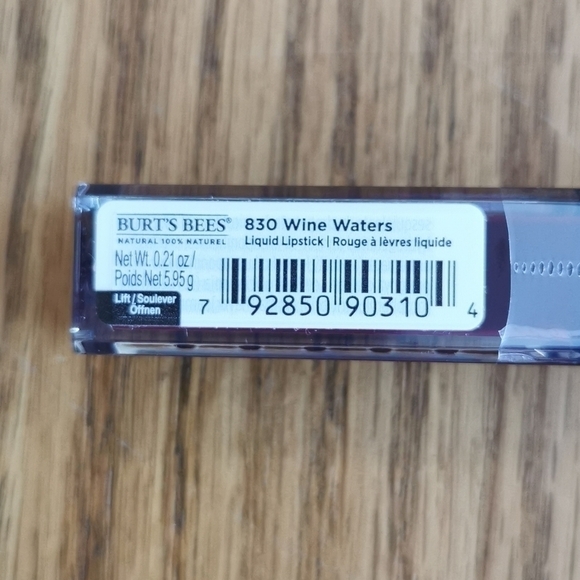 BURT'S BEES®
NATURAL 100% NATUREL
830 Wine Waters
Liquid Lipstick | Rouge à lèvres liquide
Net Wt. 0.21 oz /
Poids Net 5.95 g
Lift / Soulever
Öffnen
7 92850 90310 4